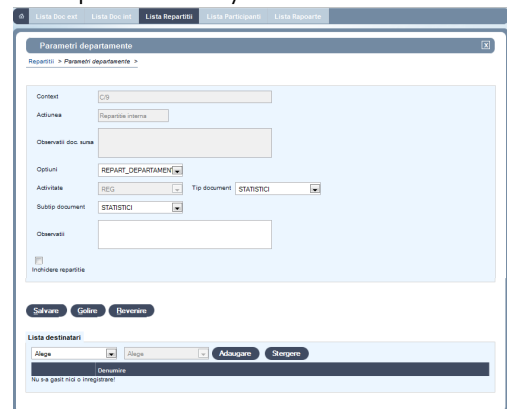 Lista Doc ext Lista Doc int Lista Repartitii Lista Participanti Lista Rapoarte
Parametri departamente X
Repartitii > Parametri departamente >
Context C/9
Actiunea Repartitie interna
Observatii doc. sursa
Optiuni REPART_DEPARTAMENT
Activitate REG Tip document STATISTICI
Subtip document STATISTICI
Observatii
Inchidere repartitie
Salvare Golire Revenire
Lista destinatari
Alege Alege Adaugare Stergere
Denumire
Nu s-a gasit nici o inregistrare!